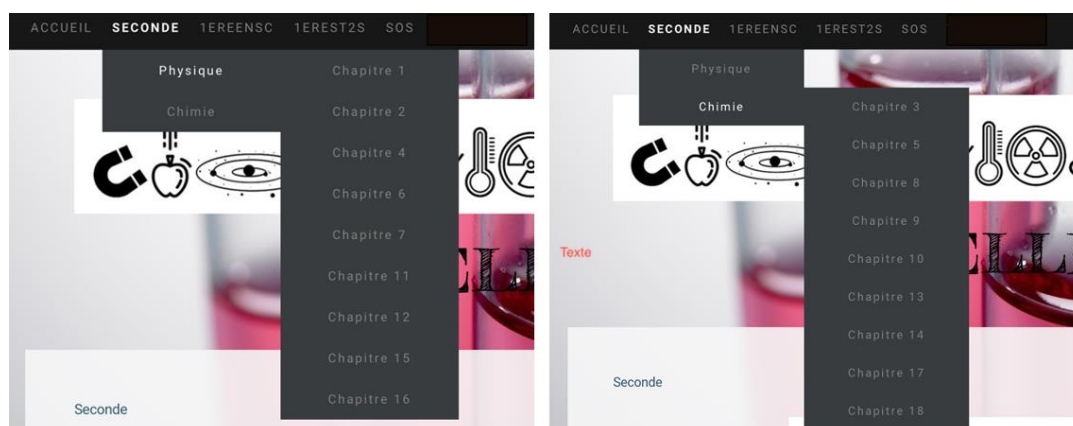 ACCUEIL SECONDE 1EREENSC 1EREST2S SOS
Physique
Chimie
Chapitre 1
Chapitre 2
Chapitre 4
Chapitre 6
Chapitre 7
Chapitre 11
Chapitre 12
Chapitre 15
Chapitre 16
Seconde
ACCUEIL SECONDE 1EREENSC 1EREST2S SOS
Physique
Chimie
Chapitre 3
Chapitre 5
Chapitre 8
Chapitre 9
Chapitre 10
Chapitre 13
Chapitre 14
Chapitre 17
Chapitre 18
Texte
Seconde